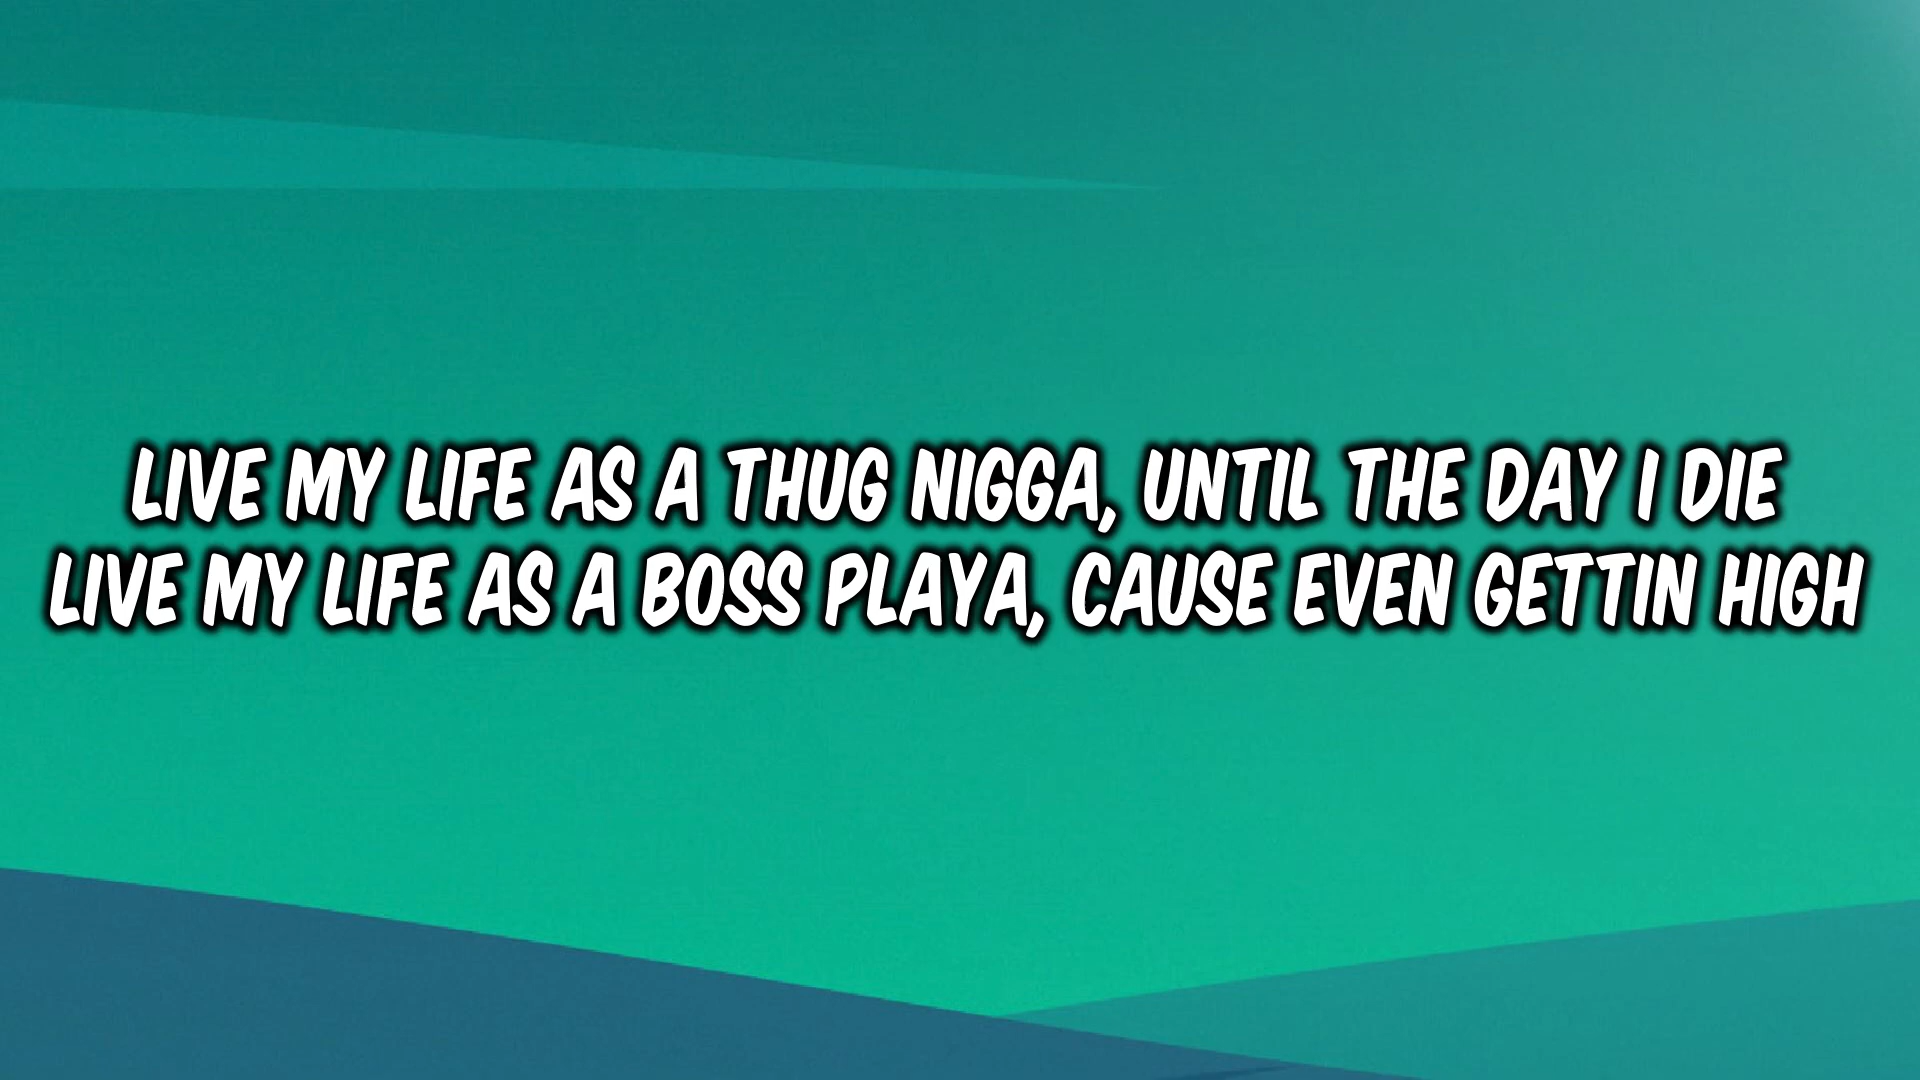 LIVE MY LIFE AS A THUG NIGGA, UNTIL THE DAY I DIE
LIVE MY LIFE AS A BOSS PLAYA, CAUSE EVEN GETTIN HIGH